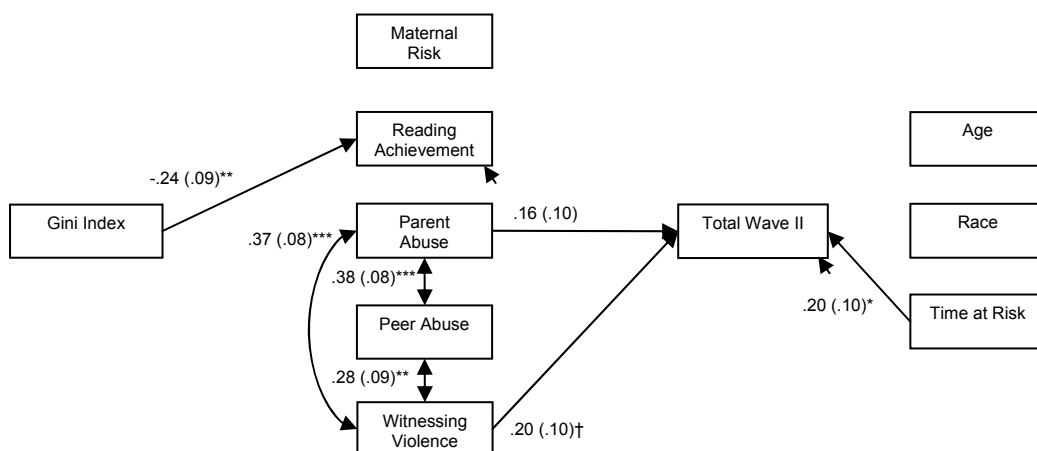 Maternal
Risk
Reading
Achievement
Age
-.24 (.09)**
Gini Index
Parent
Abuse
.16 (.10)
Total Wave II
Race
.37 (.08)***
.38 (.08)***
Peer Abuse
.20 (.10)*
Time at Risk
.28 (.09)**
Witnessing
Violence
.20 (.10)†